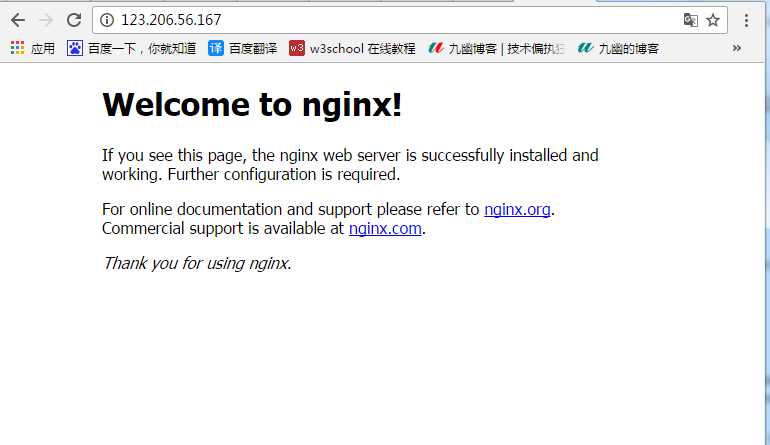 123.206.56.167
应用 百度一下，你就知道 译 百度翻译 w3 w3school 在线教程 九幽博客 | 技术偏执 九幽的博客 »
Welcome to nginx!
If you see this page, the nginx web server is successfully installed and
working. Further configuration is required.
For online documentation and support please refer to nginx.org.
Commercial support is available at nginx.com.
Thank you for using nginx.